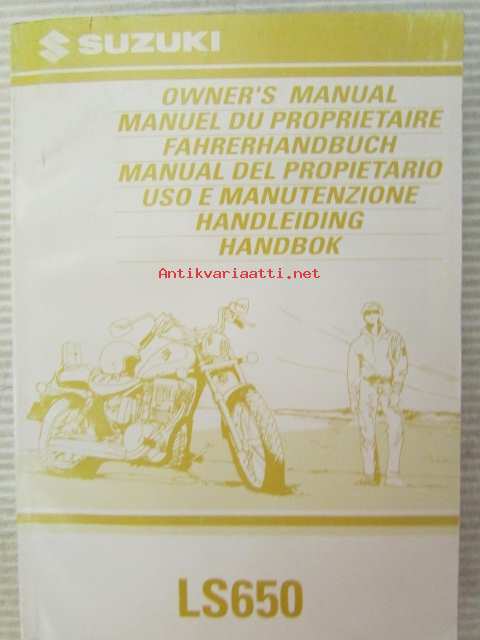 SUZUKI
OWNER'S MANUAL
MANUEL DU PROPRIETAIRE
FAHRERHANDBUCH
MANUAL DEL PROPIETARIO
USO E MANUTENZIONE
HANDLEIDING
HANDBOK
Antikvariaatti.net
LS650